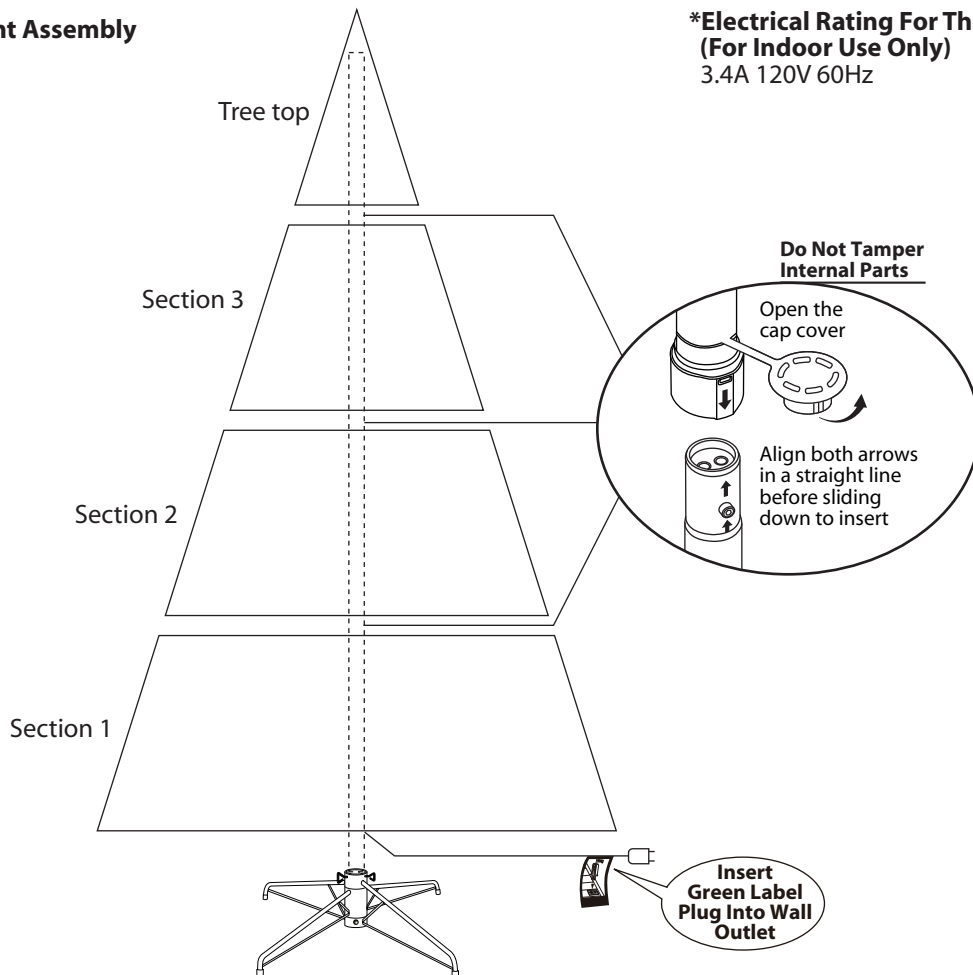 nt Assembly
*Electrical Rating For Th
(For Indoor Use Only)
3.4A 120V 60Hz
Tree top
Section 3
Do Not Tamper
Internal Parts
Open the
cap cover
Align both arrows
in a straight line
before sliding
down to insert
Section 2
Section 1
Insert
Green Label
Plug Into Wall
Outlet